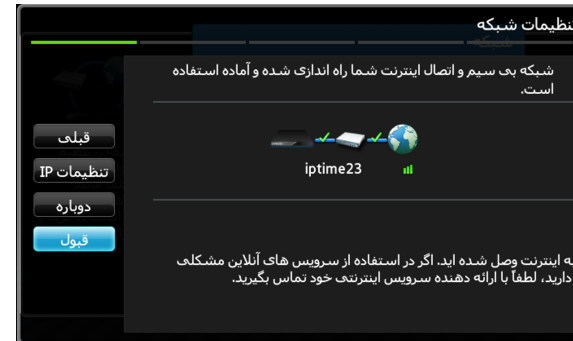 تنظیمات شبکه
شبکه
شبکه بی سیم و اتصال اینترنت شما راه اندازی شده و آماده استفاده
است.
قبلی
تنظیمات IP
دوباره
قبول
iptime23
به اینترنت وصل شده اید. اگر در استفاده از سرویس های آنلاین مشکلی
دارید، لطفاً با ارائه دهنده سرویس اینترنتی خود تماس بگیرید.